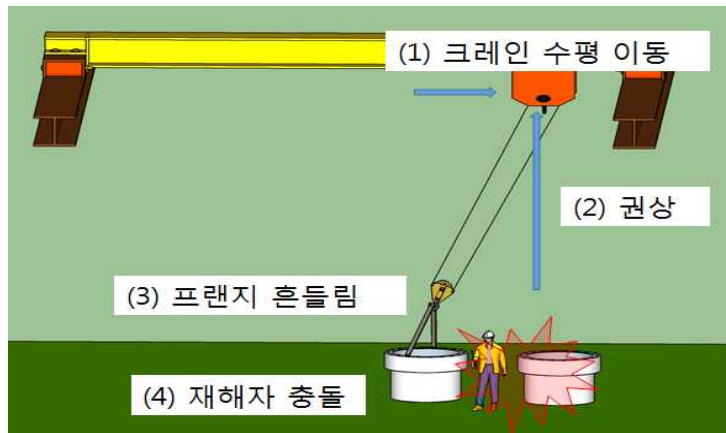 (1) 크레인 수평 이동
(2) 권상
(3) 프랜지 흔들림
(4) 재해자 충돌